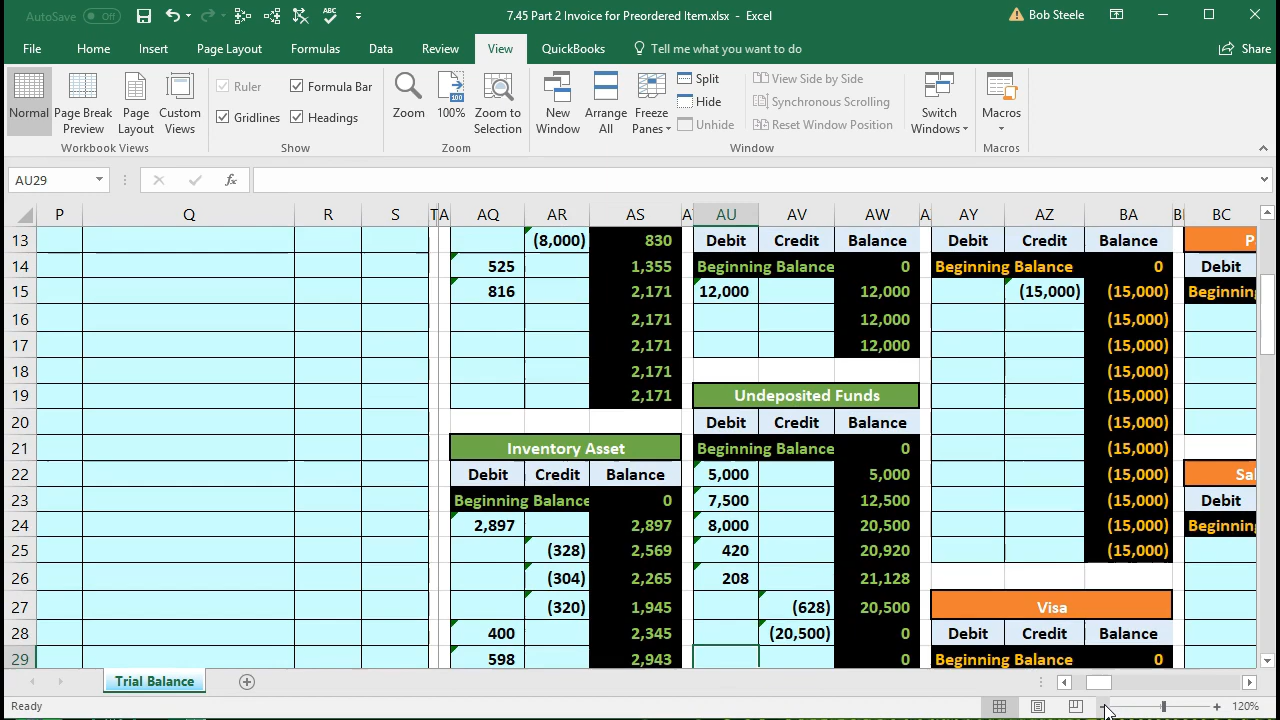 AutoSave Off 7.45 Part 2 Invoice for Preordered Item.xlsx - Excel Bob Steele
File Home Insert Page Layout Formulas Data Review View QuickBooks Tell me what you want to do Share
Normal Page Break Preview Page Layout Custom Views Ruler Formula Bar Gridlines Headings Zoom 100% Zoom to Selection New Window Arrange All Freeze Panes Split Hide Unhide View Side by Side Synchronous Scrolling Reset Window Position Switch Windows Macros
Workbook Views Show Zoom Window Macros
AU29 fx
P Q R S T A AQ AR AS A AU AV AW A AY AZ BA B BC
13 (8,000) 830 Debit Credit Balance Debit Credit Balance P
14 525 1,355 Beginning Balance 0 Beginning Balance 0 Debit
15 816 2,171 12,000 12,000 (15,000) (15,000) Beginning
16 2,171 12,000 (15,000)
17 2,171 12,000 (15,000)
18 2,171 (15,000)
19 2,171 Undeposited Funds (15,000)
20 Debit Credit Balance (15,000)
21 Inventory Asset Beginning Balance 0 (15,000)
22 Debit Credit Balance 5,000 5,000 (15,000) Sal
23 Beginning Balance 0 7,500 12,500 (15,000) Debit
24 2,897 2,897 8,000 20,500 (15,000) Beginning
25 (328) 2,569 420 20,920 (15,000)
26 (304) 2,265 208 21,128
27 (320) 1,945 (628) 20,500 Visa
28 400 2,345 (20,500) 0 Debit Credit Balance
29 598 2,943 0 Beginning Balance 0
Trial Balance
Ready 120%